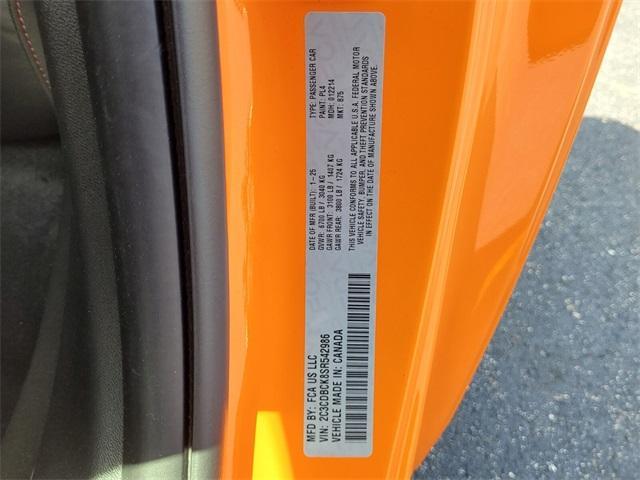 MFD BY: FCA US LLC
VIN: 2C3CDBCK8SR542986
VEHICLE MADE IN: CANADA
DATE OF MFR (BUILT): 1-25
GVWR: 6700 LB / 3040 KG
GAWR FRONT: 3100 LB / 1407 KG
GAWR REAR: 3800 LB / 1724 KG
TYPE: PASSENGER CAR
PAINT: PL4
MDH: 012214
MKT: 875
THIS VEHICLE CONFORMS TO ALL APPLICABLE U.S.A. FEDERAL MOTOR
VEHICLE SAFETY, BUMPER, AND THEFT PREVENTION STANDARDS
IN EFFECT ON THE DATE OF MANUFACTURE SHOWN ABOVE.